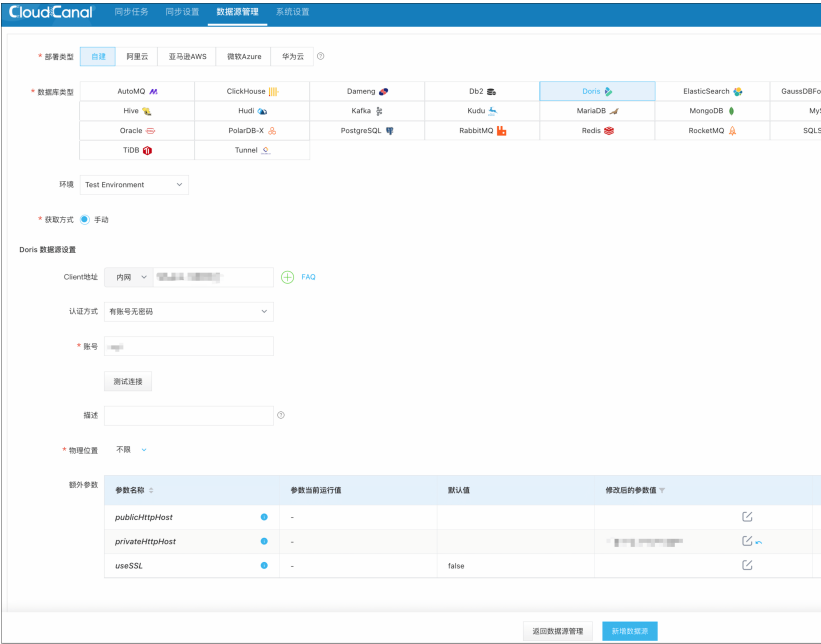 CloudCanal 同步任务 同步设置 数据源管理 系统设置
* 部署类型 自建 阿里云 亚马逊AWS 微软Azure 华为云
* 数据库类型 AutoMQ ClickHouse Dameng Db2 Doris ElasticSearch GaussDBFo
Hive Hudi Kafka Kudu MariaDB MongoDB My
Oracle PolarDB-X PostgreSQL RabbitMQ Redis RocketMQ SQLS
TiDB Tunnel
环境 Test Environment
* 获取方式 手动
Doris 数据源设置
Client地址 内网 FAQ
认证方式 有账号无密码
* 账号
测试连接
描述
* 物理位置 不限
额外参数 参数名称 参数当前运行值 默认值 修改后的参数值
publicHttpHost -
privateHttpHost -
useSSL - false
返回数据源管理 新增数据源